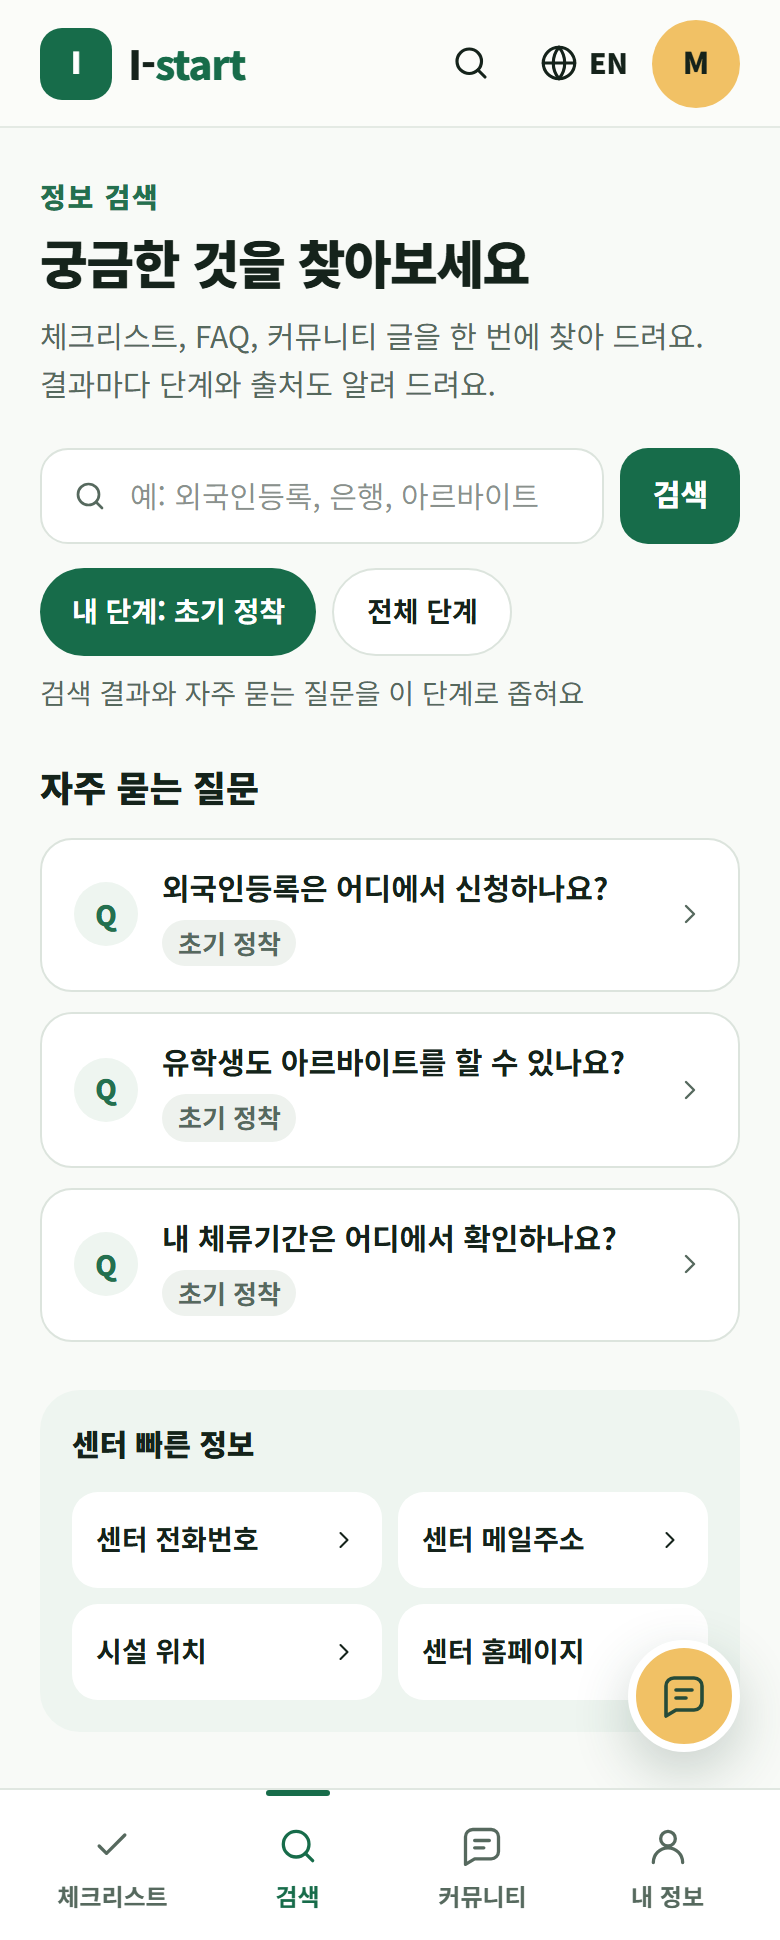 I
I-start
EN
M
정보 검색
궁금한 것을 찾아보세요
체크리스트, FAQ, 커뮤니티 글을 한 번에 찾아 드려요.
결과마다 단계와 출처도 알려 드려요.
예: 외국인등록, 은행, 아르바이트
검색
내 단계: 초기 정착
전체 단계
검색 결과와 자주 묻는 질문을 이 단계로 좁혀요
자주 묻는 질문
Q
외국인등록은 어디에서 신청하나요?
초기 정착
Q
유학생도 아르바이트를 할 수 있나요?
초기 정착
Q
내 체류기간은 어디에서 확인하나요?
초기 정착
센터 빠른 정보
센터 전화번호
센터 메일주소
시설 위치
센터 홈페이지
체크리스트
검색
커뮤니티
내 정보